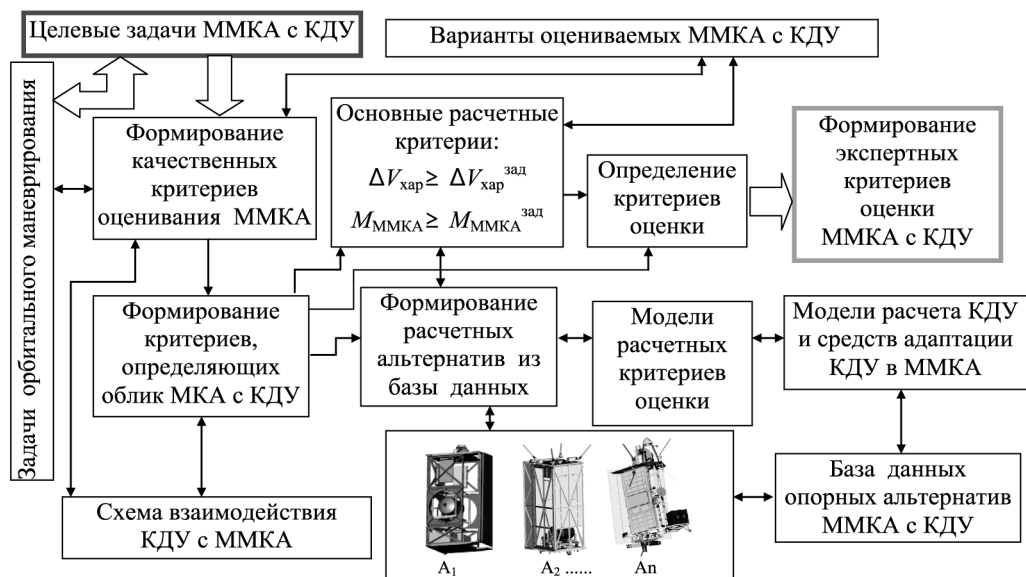 Целевые задачи ММКА с КДУ
Варианты оцениваемых ММКА с КДУ
Задачи орбитального маневрирования
Формирование
качественных
критериев
оценивания ММКА
Основные расчетные
критерии:
ΔVхар ≥ ΔVхар^зад
MММКА ≥ MММКА^зад
Определение
критериев
оценки
Формирование
экспертных
критериев
оценки
ММКА с КДУ
Формирование
критериев,
определяющих
облик МКА с КДУ
Формирование
расчетных
альтернатив из
базы данных
Модели
расчетных
критериев
оценки
Модели расчета КДУ
и средств адаптации
КДУ в ММКА
Схема взаимодействия
КДУ с ММКА
A1 A2 ...... An
База данных
опорных альтернатив
ММКА с КДУ